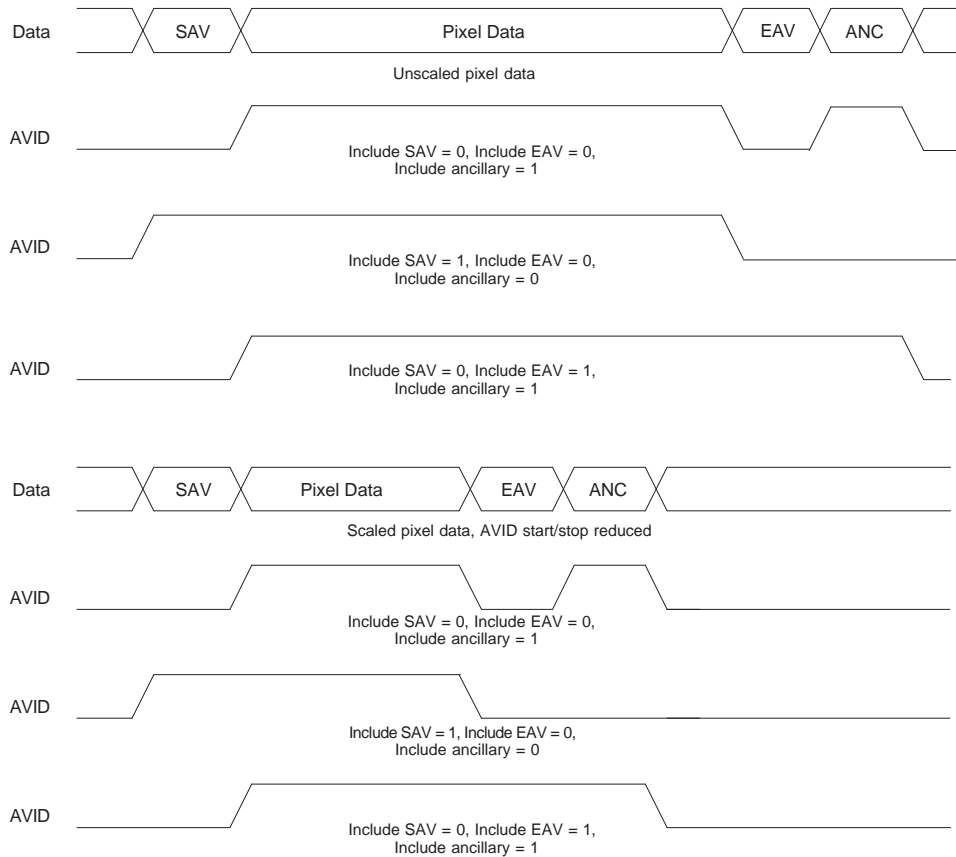 Data SAV Pixel Data EAV ANC
Unscaled pixel data
AVID
Include SAV = 0, Include EAV = 0,
Include ancillary = 1
AVID
Include SAV = 1, Include EAV = 0,
Include ancillary = 0
AVID
Include SAV = 0, Include EAV = 1,
Include ancillary = 1
Data SAV Pixel Data EAV ANC
Scaled pixel data, AVID start/stop reduced
AVID
Include SAV = 0, Include EAV = 0,
Include ancillary = 1
AVID
Include SAV = 1, Include EAV = 0,
Include ancillary = 0
AVID
Include SAV = 0, Include EAV = 1,
Include ancillary = 1